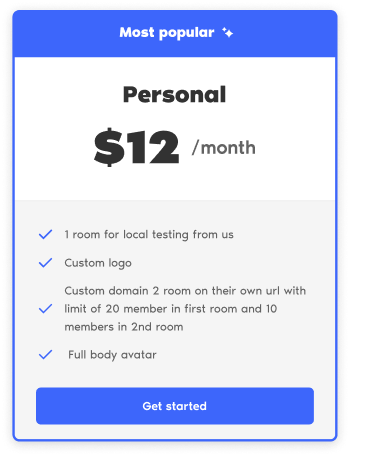 Most popular
Personal
$12 /month
1 room for local testing from us
Custom logo
Custom domain 2 room on their own url with
limit of 20 member in first room and 10
members in 2nd room
Full body avatar
Get started